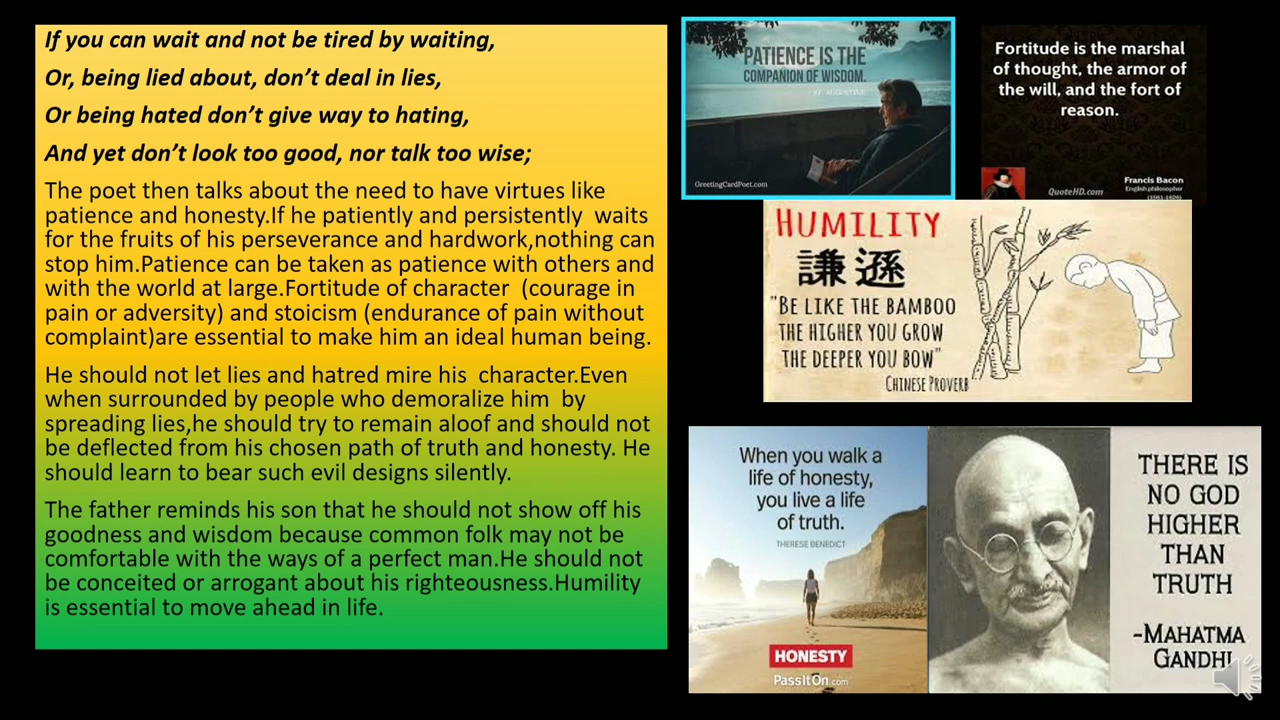 If you can wait and not be tired by waiting,
Or, being lied about, don't deal in lies,
Or being hated don't give way to hating,
And yet don't look too good, nor talk too wise;
The poet then talks about the need to have virtues like
patience and honesty.If he patiently and persistently  waits
for the fruits of his perseverance and hardwork,nothing can
stop him.Patience can be taken as patience with others and
with the world at large.Fortitude of character  (courage in
pain or adversity) and stoicism (endurance of pain without
complaint)are essential to make him an ideal human being.
He should not let lies and hatred mire his  character.Even
when surrounded by people who demoralize him  by
spreading lies,he should try to remain aloof and should not
be deflected from his chosen path of truth and honesty. He
should learn to bear such evil designs silently.
The father reminds his son that he should not show off his
goodness and wisdom because common folk may not be
comfortable with the ways of a perfect man.He should not
be conceited or arrogant about his righteousness.Humility
is essential to move ahead in life.
PATIENCE IS THE
COMPANION OF WISDOM.
ST. AUGUSTINE
GreetingCardPoet.com
Fortitude is the marshal
of thought, the armor of
the will, and the fort of
reason.
Francis Bacon
English philosopher
(1561-1626)
QuoteHD.com
HUMILITY
謙遜
"BE LIKE THE BAMBOO
THE HIGHER YOU GROW
THE DEEPER YOU BOW"
CHINESE PROVERB
When you walk a
life of honesty,
you live a life
of truth.
THERESE BENEDICT
HONESTY
PassItOn.com
THERE IS
NO GOD
HIGHER
THAN
TRUTH
-MAHATMA
GANDHI